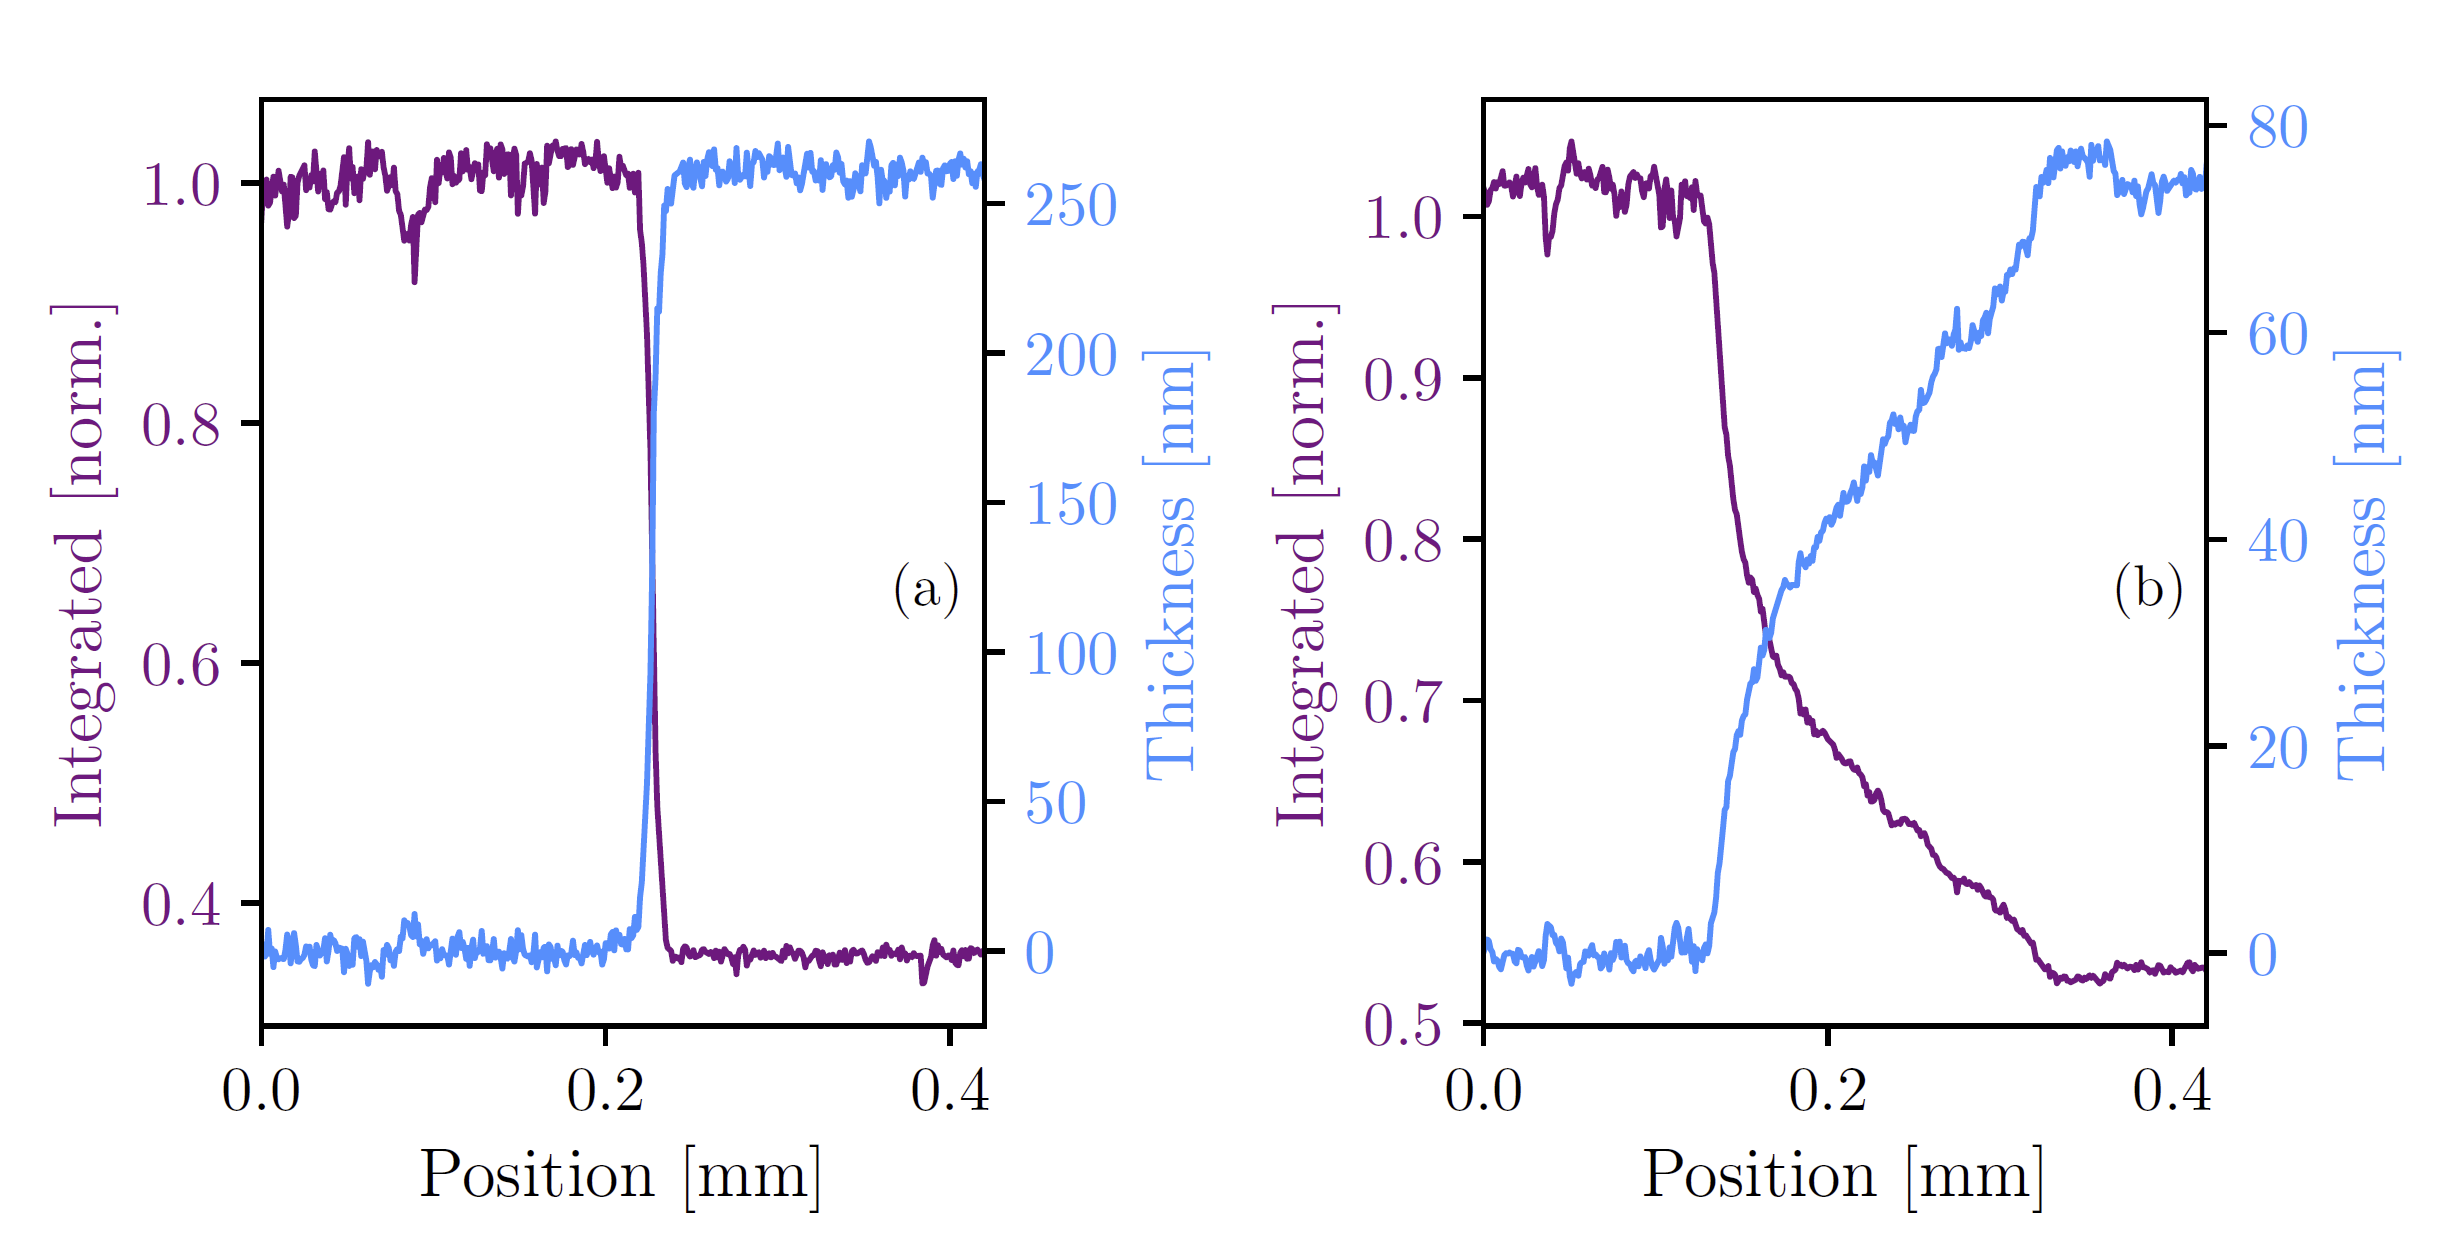 Integrated [norm.]
1.0
0.8
0.6
0.4
250
200
150
100
50
0
Thickness [nm]
(a)
0.0 0.2 0.4
Position [mm]
Integrated [norm.]
1.0
0.9
0.8
0.7
0.6
0.5
80
60
40
20
0
Thickness [nm]
(b)
0.0 0.2 0.4
Position [mm]